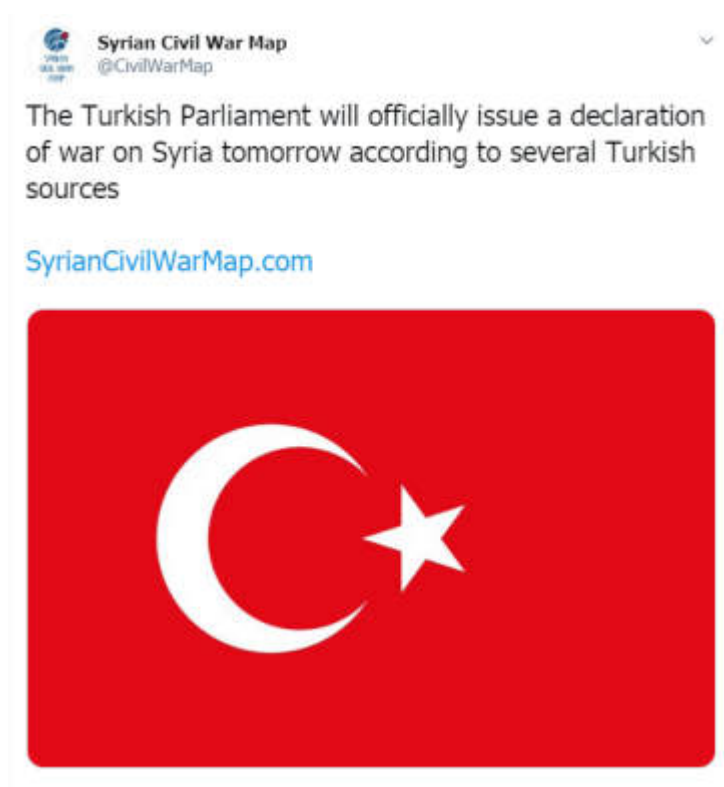 Syrian Civil War Map
@CivilWarMap
The Turkish Parliament will officially issue a declaration
of war on Syria tomorrow according to several Turkish
sources
SyrianCivilWarMap.com